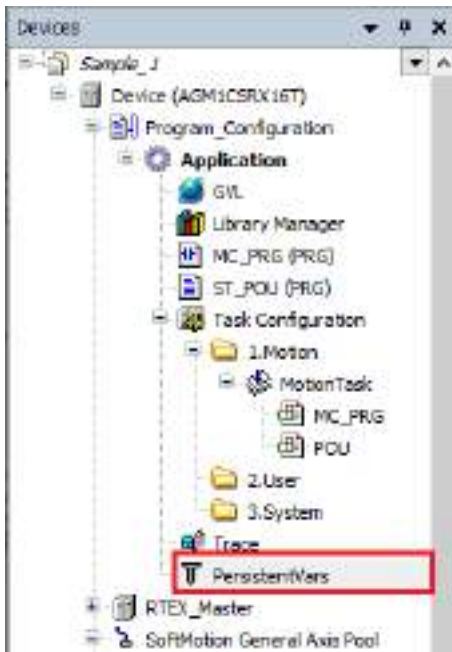 Devices
Sample_1
Device (AGM1CSRX16T)
Program_Configuration
Application
GVL
Library Manager
MC_PRG (PRG)
ST_POU (PRG)
Task Configuration
1.Motion
MotionTask
MC_PRG
POU
2.User
3.System
Trace
PersistentVars
RTEX_Master
SoftMotion General Axis Pool